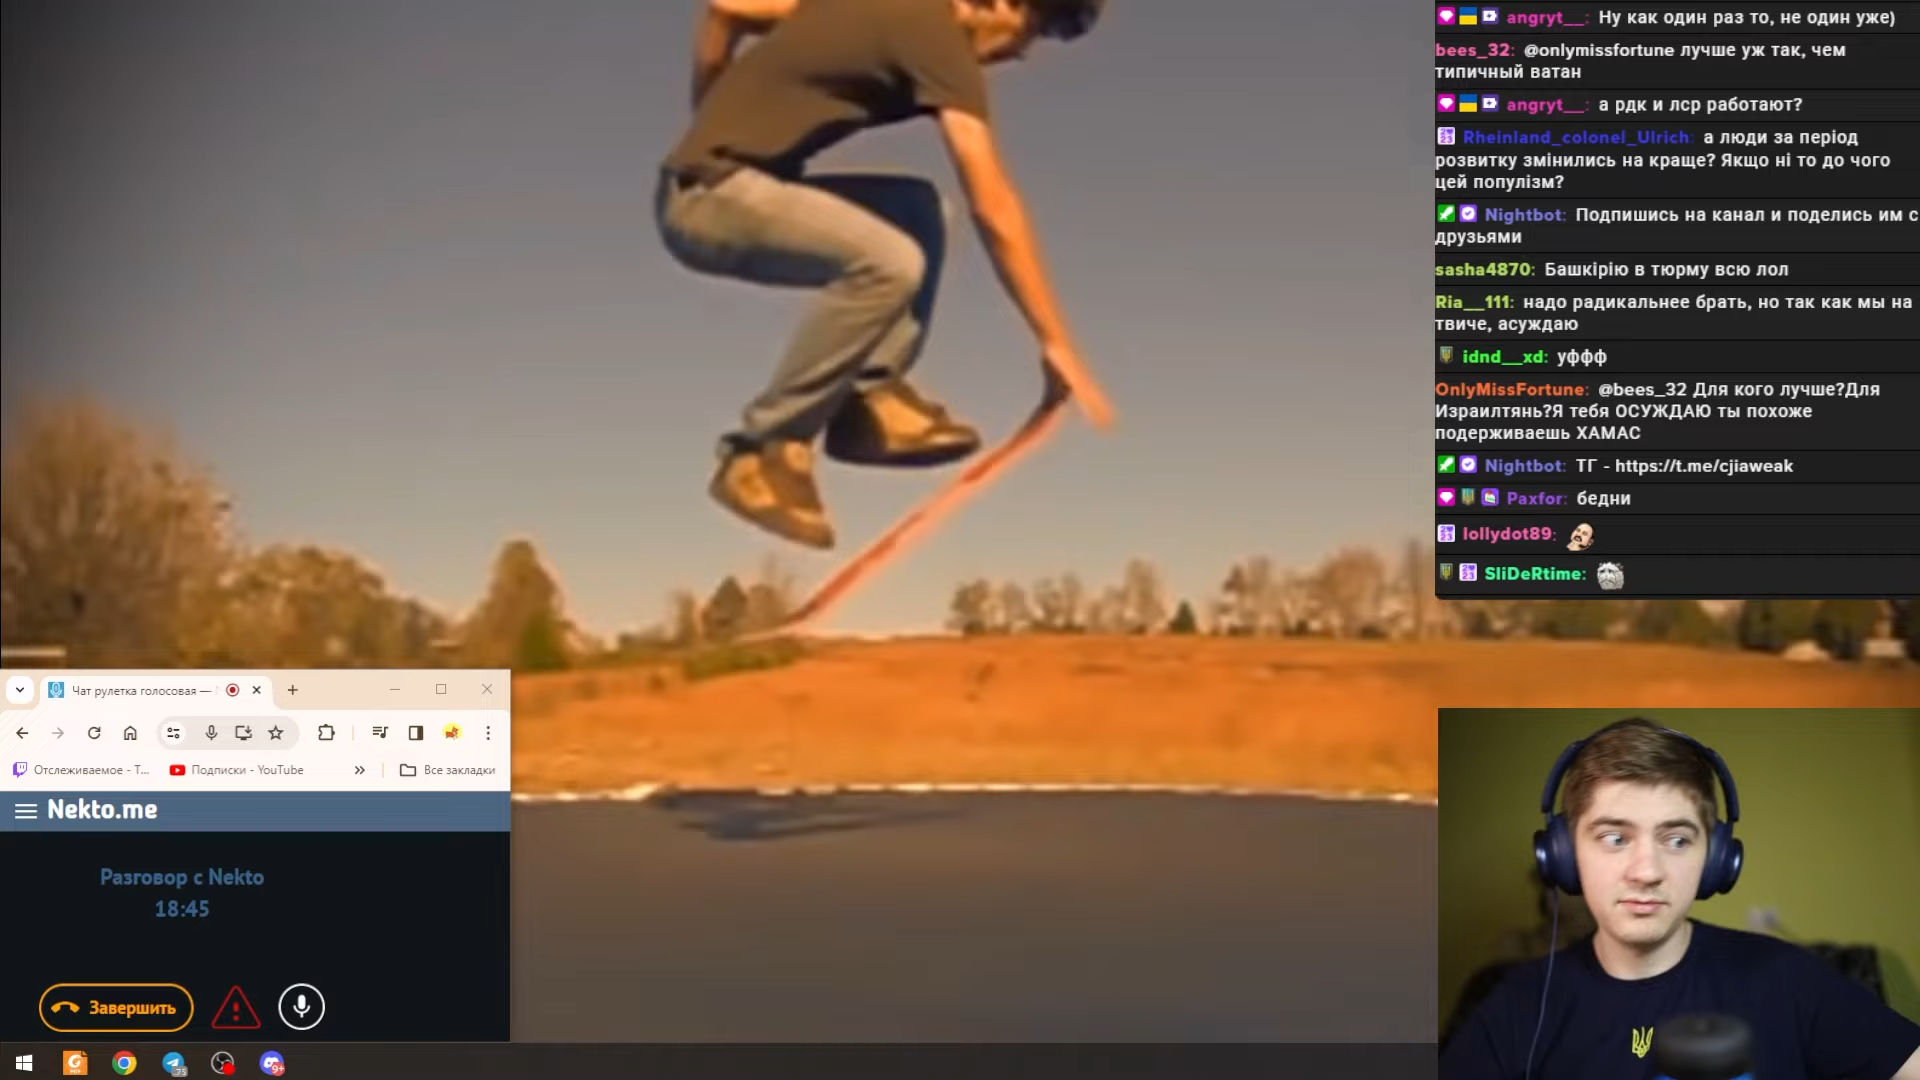 angryt__: Ну как один раз то, не один уже)
bees_32: @onlymissfortune лучше уж так, чем
типичный ватан
angryt__: а рдк и лср работают?
Rheinland_colonel_Ulrich: а люди за період
розвитку змінились на краще? Якщо ні то до чого
цей популізм?
Nightbot: Подпишись на канал и поделись им с
друзьями
sasha4870: Башкірію в тюрму всю лол
Ria__111: надо радикальнее брать, но так как мы на
твиче, асуждаю
idnd__xd: уффф
OnlyMissFortune: @bees_32 Для кого лучше?Для
Израилтянь?Я тебя ОСУЖДАЮ ты похоже
подерживаешь ХАМАС
Nightbot: ТГ - https://t.me/cjiaweak
Paxfor: бедни
lollydot89:
SliDeRtime:
Чат рулетка голосовая —
Отслеживаемое - T...
Подписки - YouTube
Все закладки
Nekto.me
Разговор с Nekto
18:45
Завершить